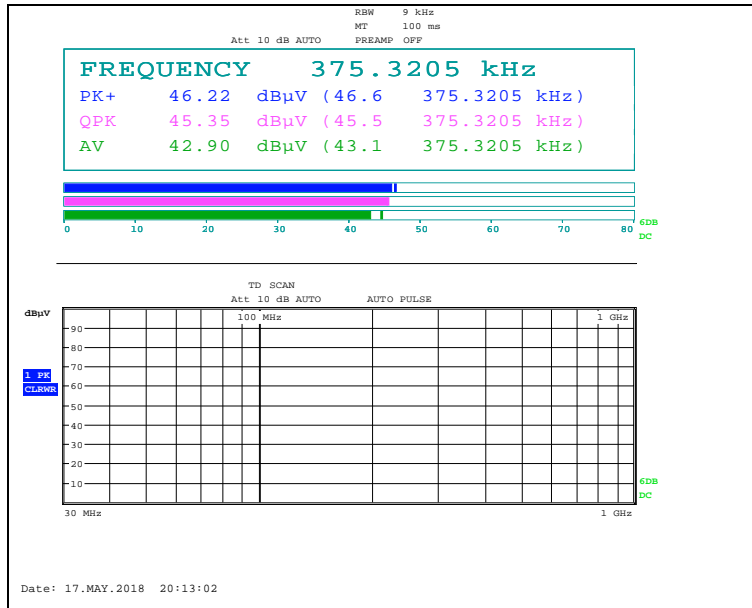 RBW 9 kHz
MT 100 ms
Att 10 dB AUTO PREAMP OFF
FREQUENCY 375.3205 kHz
PK+ 46.22 dBµV (46.6 375.3205 kHz)
QPK 45.35 dBµV (45.5 375.3205 kHz)
AV 42.90 dBµV (43.1 375.3205 kHz)
0 10 20 30 40 50 60 70 80
6DB
DC
TD SCAN
Att 10 dB AUTO AUTO PULSE
dBµV
100 MHz 1 GHz
90
80
70
1 PK
60
CLRWR
50
40
30
20
10
6DB
DC
30 MHz 1 GHz
Date: 17.MAY.2018 20:13:02